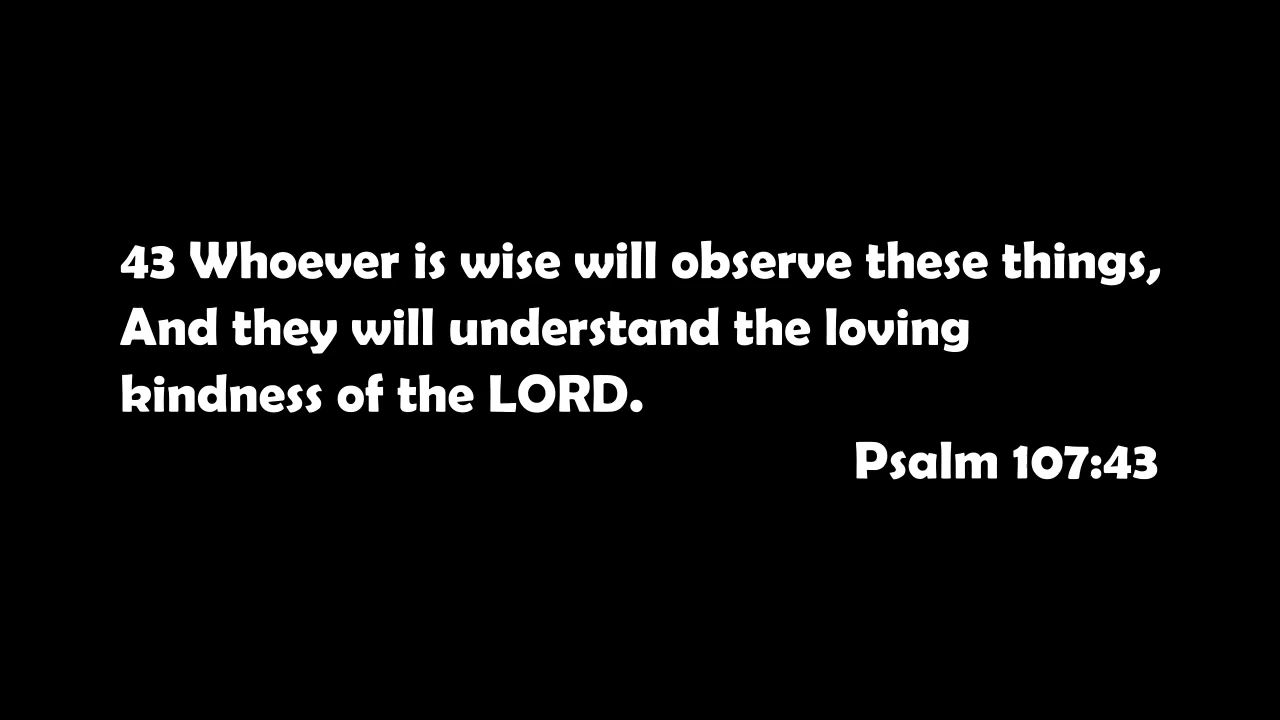 43 Whoever is wise will observe these things,
And they will understand the loving
kindness of the LORD.
Psalm 107:43